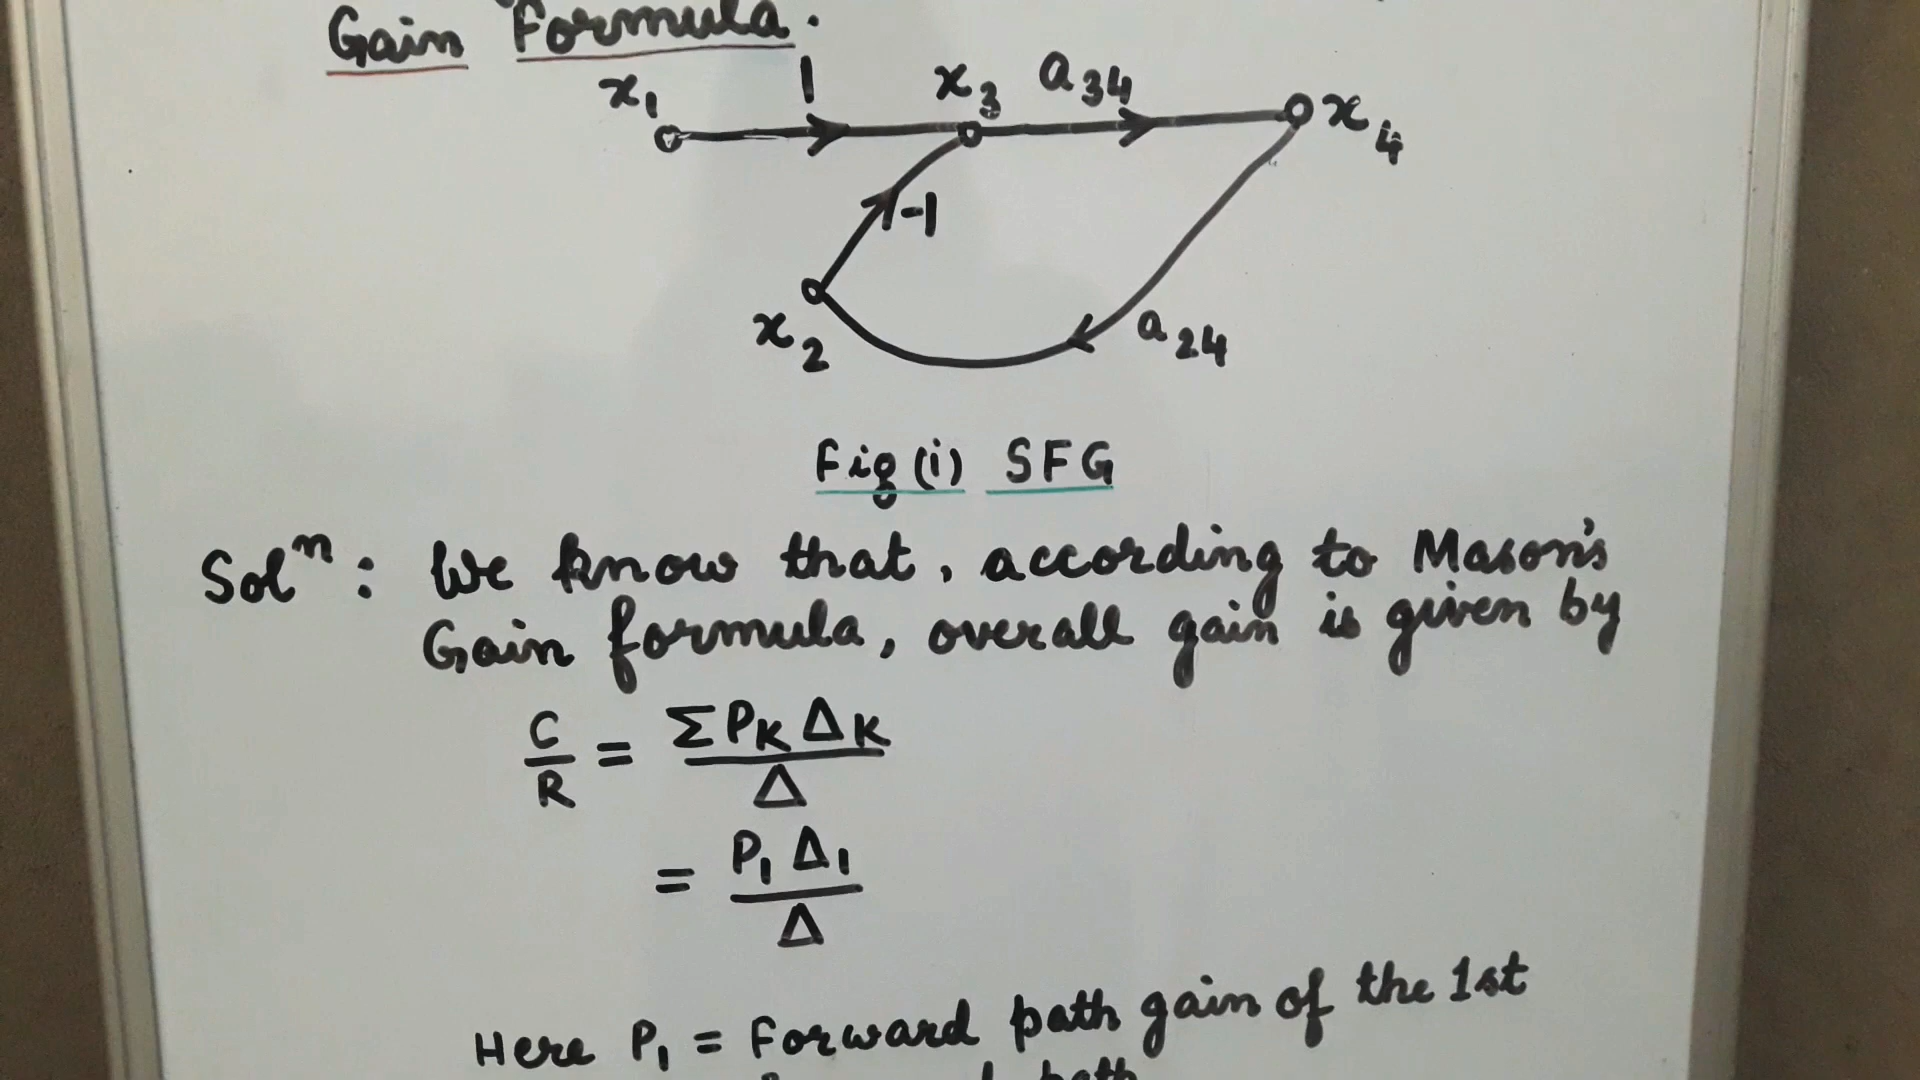 Gain Formula.
x₁ 1 x₃ a₃₄ x₄
-1
x₂ a₂₄
Fig (i) SFG
Solⁿ: We know that, according to Mason's
Gain formula, overall gain is given by
C/R = ΣPK ΔK / Δ
= P₁ Δ₁ / Δ
Here P₁ = Forward path gain of the 1st
path